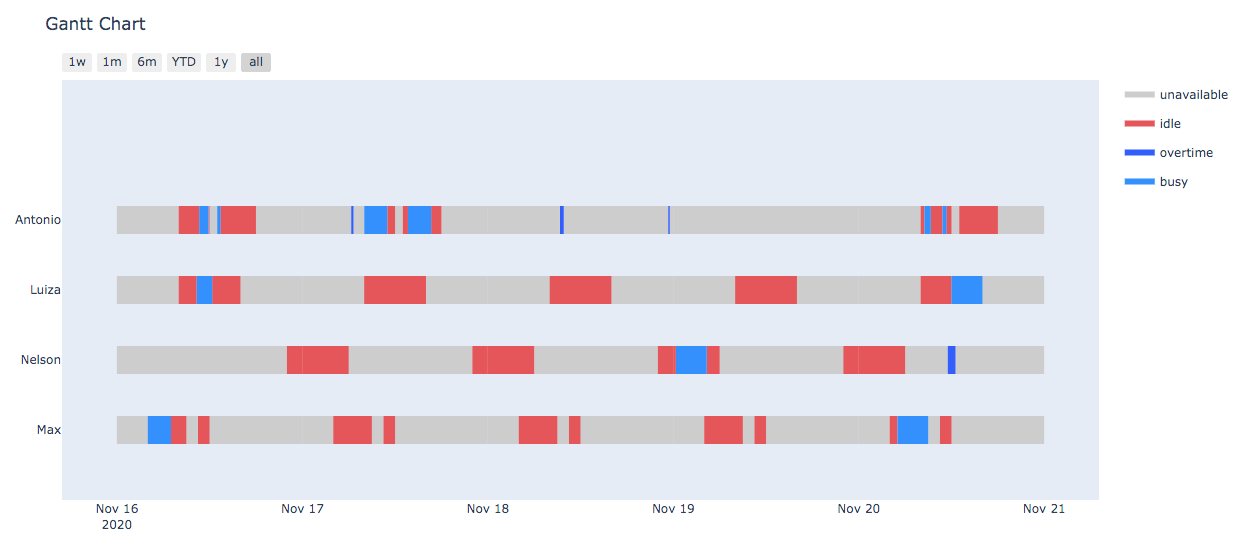 Gantt Chart
1w 1m 6m YTD 1y all
unavailable
idle
overtime
busy
Antonio
Luiza
Nelson
Max
Nov 16 Nov 17 Nov 18 Nov 19 Nov 20 Nov 21
2020